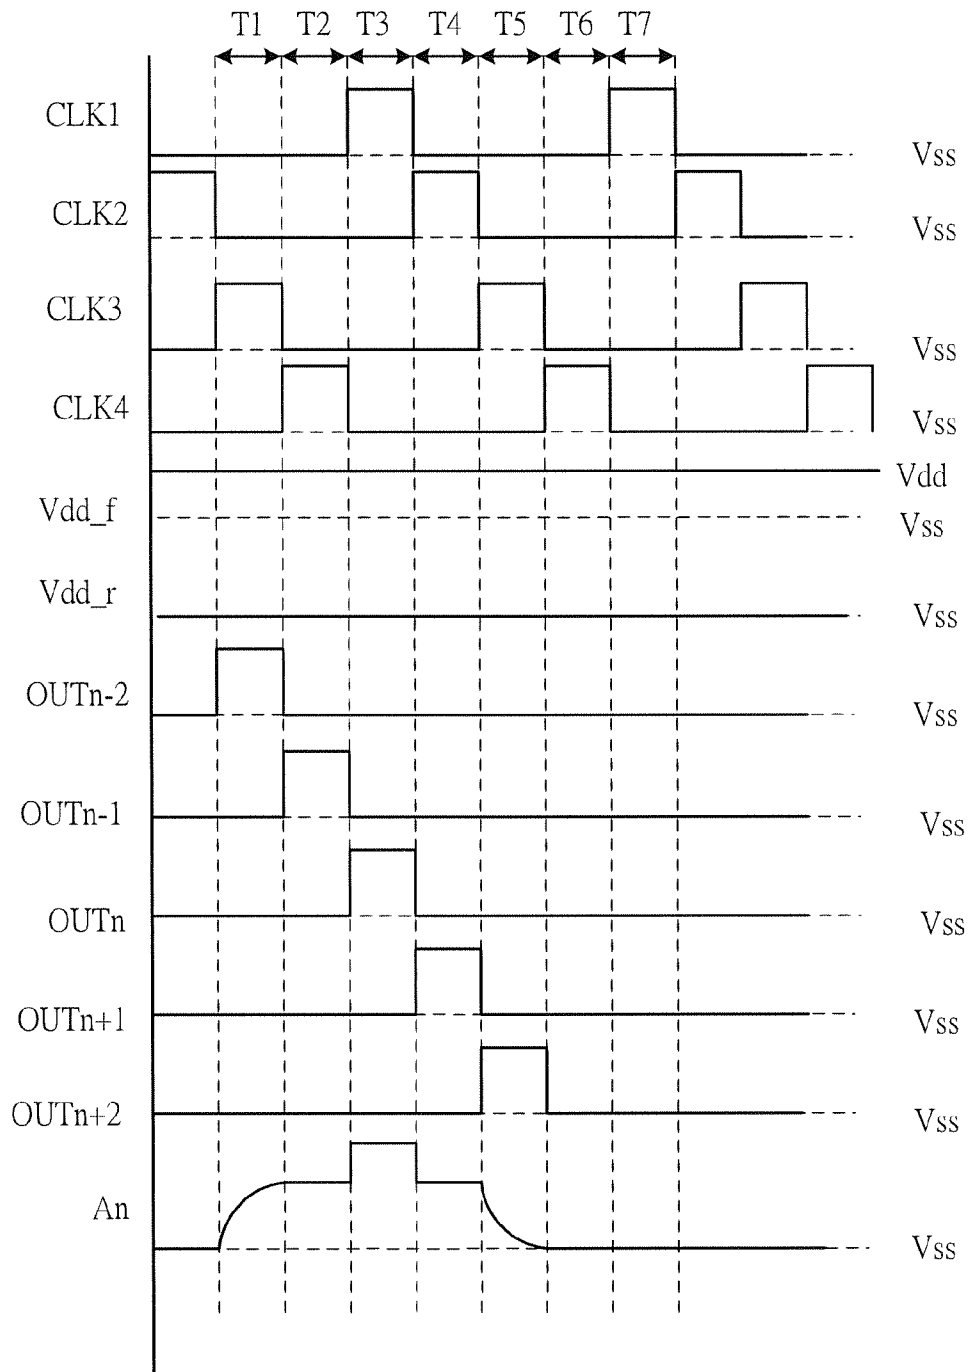 T1 T2 T3 T4 T5 T6 T7
CLK1
Vss
CLK2
Vss
CLK3
Vss
CLK4
Vss
Vdd
Vdd_f
Vss
Vdd_r
Vss
OUTn-2
Vss
OUTn-1
Vss
OUTn
Vss
OUTn+1
Vss
OUTn+2
Vss
An
Vss